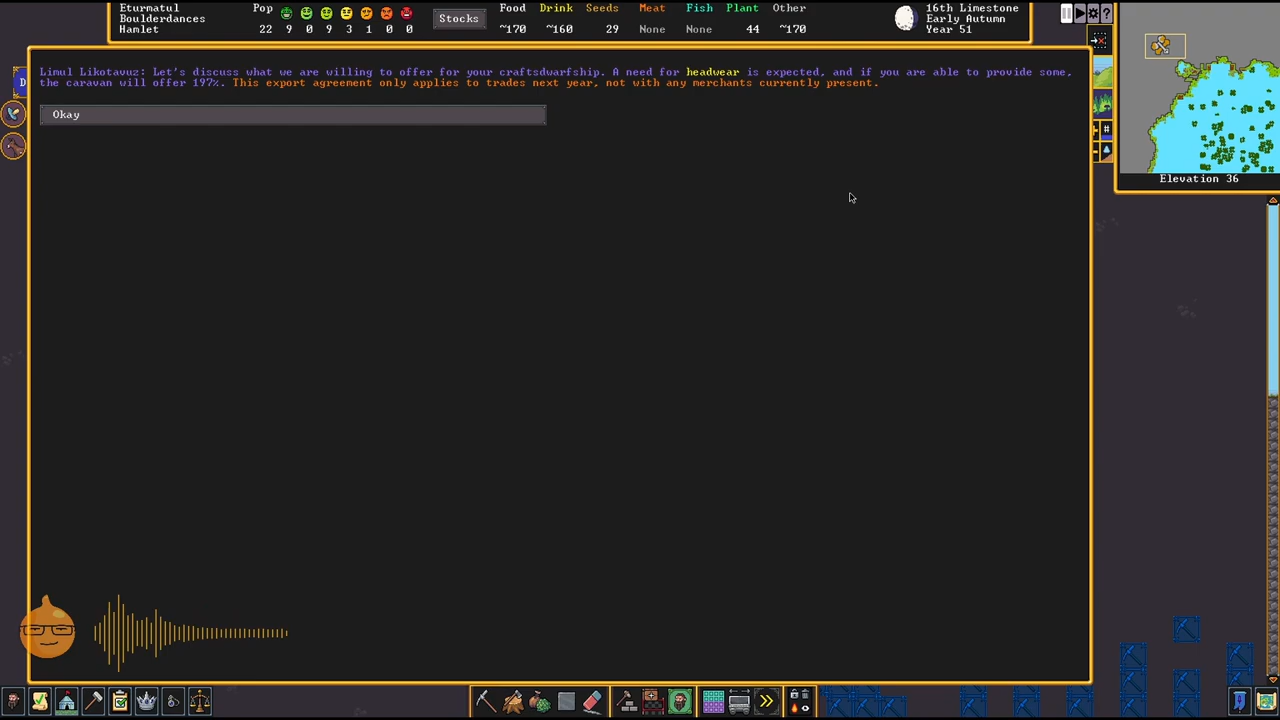 Eturmatul
Boulderdances
Hamlet
Pop
22 9 0 9 3 1 0 0
Stocks
Food Drink Seeds Meat Fish Plant Other
~170 ~160 29 None None 44 ~170
16th Limestone
Early Autumn
Year 51
Elevation 36
D
Limul Likotavuz: Let's discuss what we are willing to offer for your craftsdwarfship. A need for headwear is expected, and if you are able to provide some,
the caravan will offer 197%. This export agreement only applies to trades next year, not with any merchants currently present.
Okay